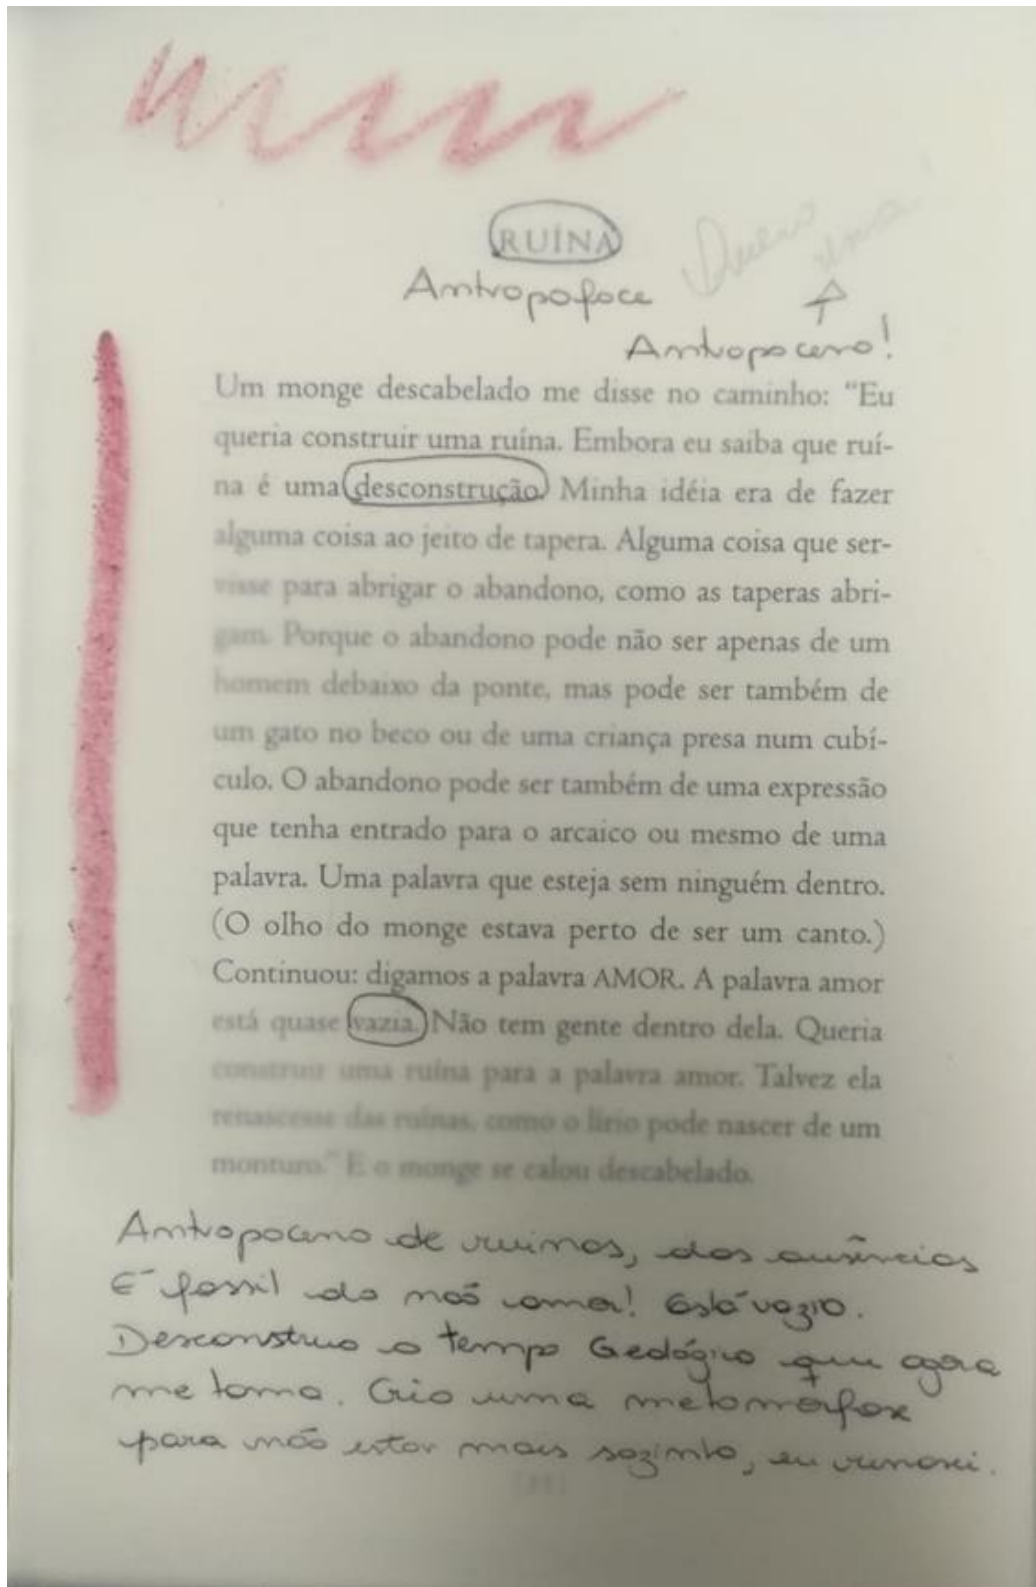 RUÍNA
Quero
uma
Antropoface
Antropoceno!
Um monge descabelado me disse no caminho: “Eu
queria construir uma ruína. Embora eu saiba que ruí-
na é uma desconstrução. Minha idéia era de fazer
alguma coisa ao jeito de tapera. Alguma coisa que ser-
visse para abrigar o abandono, como as taperas abri-
gam. Porque o abandono pode não ser apenas de um
homem debaixo da ponte, mas pode ser também de
um gato no beco ou de uma criança presa num cubí-
culo. O abandono pode ser também de uma expressão
que tenha entrado para o arcaico ou mesmo de uma
palavra. Uma palavra que esteja sem ninguém dentro.
(O olho do monge estava perto de ser um canto.)
Continuou: digamos a palavra AMOR. A palavra amor
está quase vazia. Não tem gente dentro dela. Queria
construir uma ruína para a palavra amor. Talvez ela
renascesse das ruínas, como o lírio pode nascer de um
monturo.” E o monge se calou descabelado.
Antropoceno de ruinas, das ausências
É fossil do não amor! Está vazio.
Desconstruo o tempo Geológico que agora
me toma. Crio uma metamorfose
para não estar mais sozinho, eu renasci.